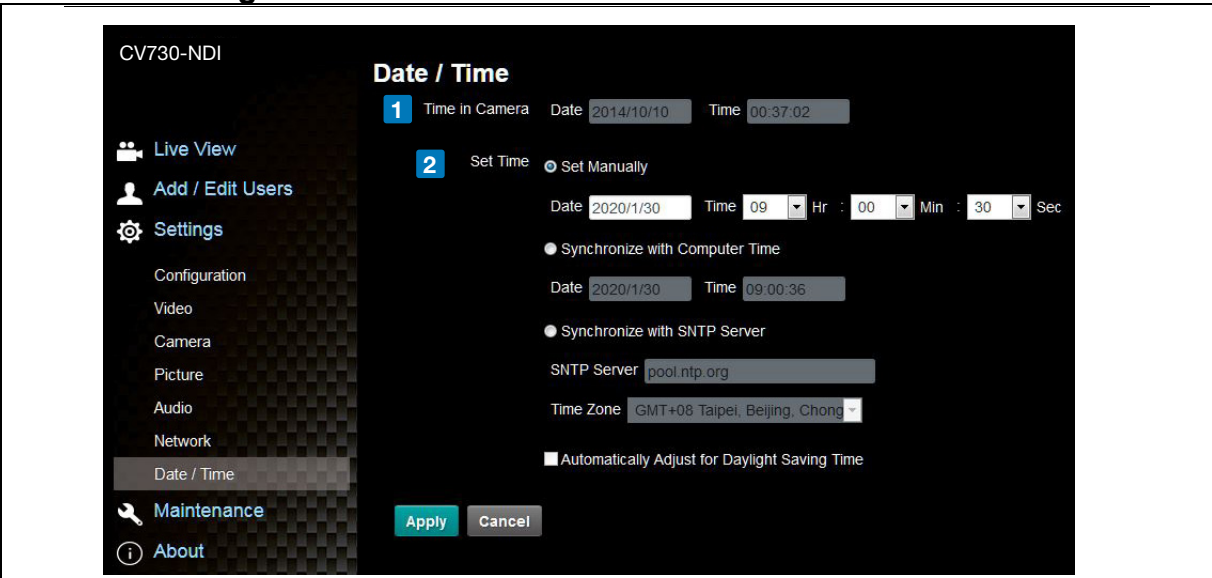 CV730-NDI
Date / Time
1 Time in Camera Date 2014/10/10 Time 00:37:02
Live View
Add / Edit Users
Settings
Configuration
Video
Camera
Picture
Audio
Network
Date / Time
Maintenance
About
2 Set Time Set Manually
Date 2020/1/30 Time 09 Hr : 00 Min : 30 Sec
Synchronize with Computer Time
Date 2020/1/30 Time 09:00:36
Synchronize with SNTP Server
SNTP Server pool.ntp.org
Time Zone GMT+08 Taipei, Beijing, Chong
Automatically Adjust for Daylight Saving Time
Apply Cancel